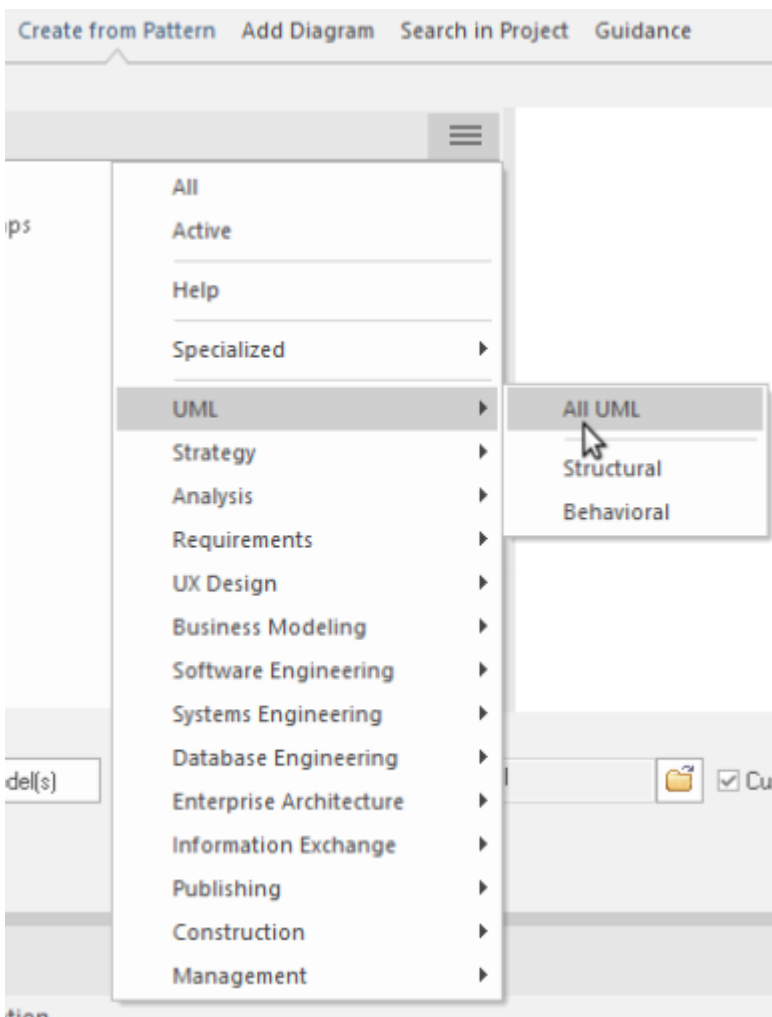 Create from Pattern Add Diagram Search in Project Guidance
All
Active
Help
Specialized
UML
All UML
Strategy
Structural
Analysis
Behavioral
Requirements
UX Design
Business Modeling
Software Engineering
Systems Engineering
Database Engineering
Enterprise Architecture
Information Exchange
Publishing
Construction
Management